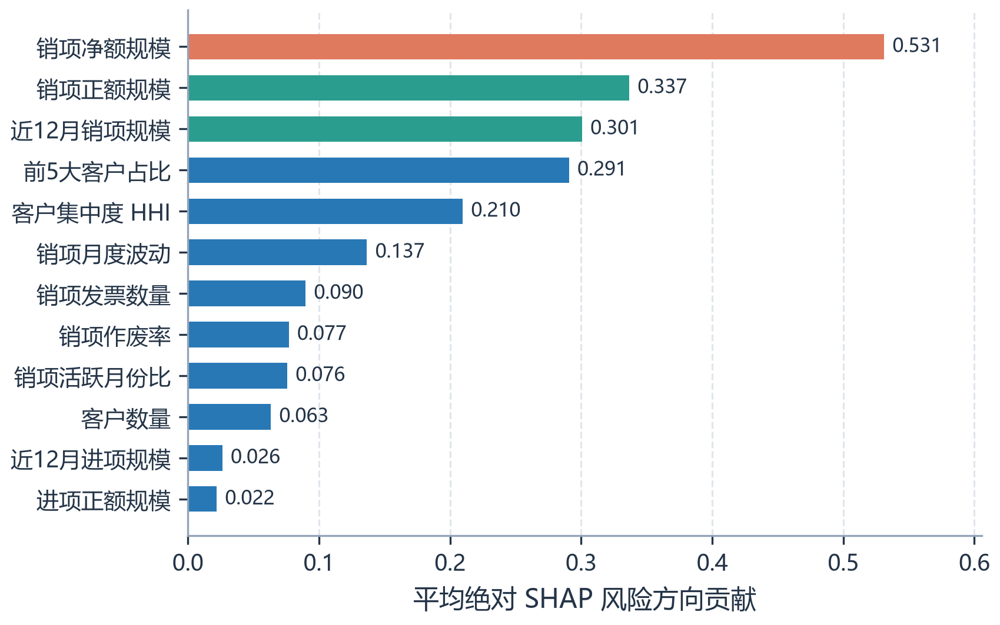 销项净额规模 0.531
销项正额规模 0.337
近12月销项规模 0.301
前5大客户占比 0.291
客户集中度 HHI 0.210
销项月度波动 0.137
销项发票数量 0.090
销项作废率 0.077
销项活跃月份比 0.076
客户数量 0.063
近12月进项规模 0.026
进项正额规模 0.022
0.0 0.1 0.2 0.3 0.4 0.5 0.6
平均绝对 SHAP 风险方向贡献